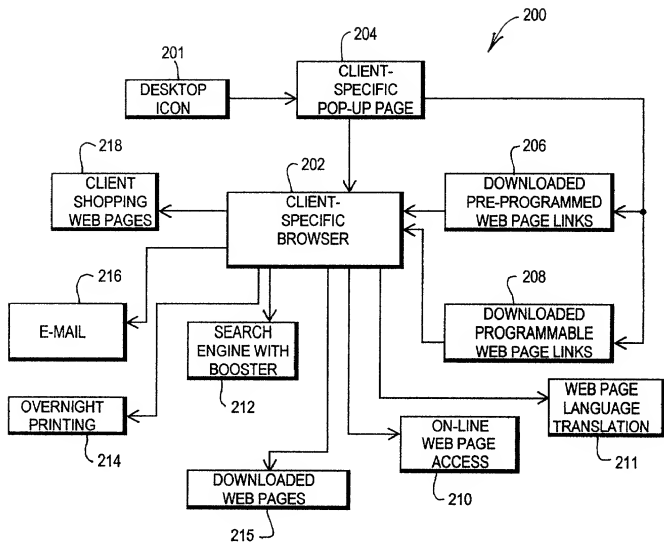 200
204
201
CLIENT-
SPECIFIC
POP-UP PAGE
DESKTOP
ICON
218
CLIENT
SHOPPING
WEB PAGES
202
CLIENT-
SPECIFIC
BROWSER
206
DOWNLOADED
PRE-PROGRAMMED
WEB PAGE LINKS
216
E-MAIL
208
DOWNLOADED
PROGRAMMABLE
WEB PAGE LINKS
SEARCH
ENGINE WITH
BOOSTER
212
OVERNIGHT
PRINTING
214
WEB PAGE
LANGUAGE
TRANSLATION
211
ON-LINE
WEB PAGE
ACCESS
210
DOWNLOADED
WEB PAGES
215